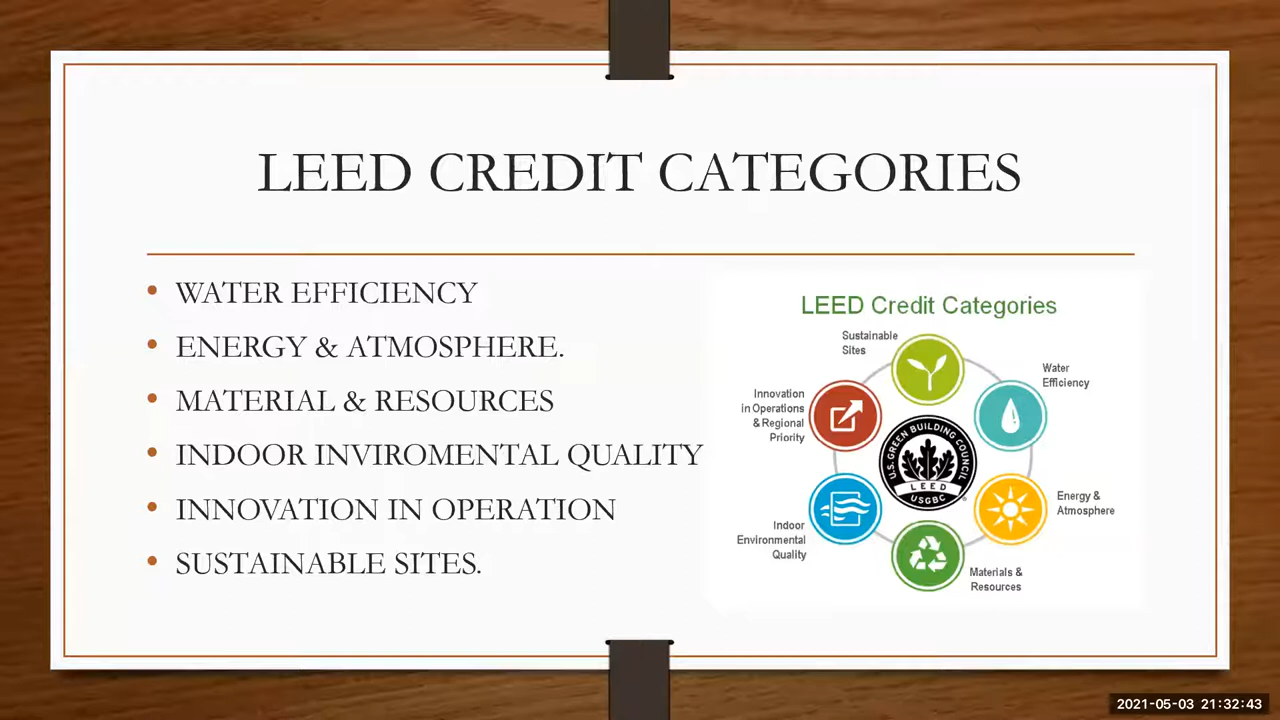 LEED CREDIT CATEGORIES
• WATER EFFICIENCY
• ENERGY & ATMOSPHERE.
• MATERIAL & RESOURCES
• INDOOR INVIROMENTAL QUALITY
• INNOVATION IN OPERATION
• SUSTAINABLE SITES.
LEED Credit Categories
Sustainable
Sites
Water
Efficiency
Innovation
in Operations
& Regional
Priority
U.S. GREEN BUILDING COUNCIL
LEED
USGBC
Energy &
Atmosphere
Indoor
Environmental
Quality
Materials &
Resources
2021-05-03 21:32:43